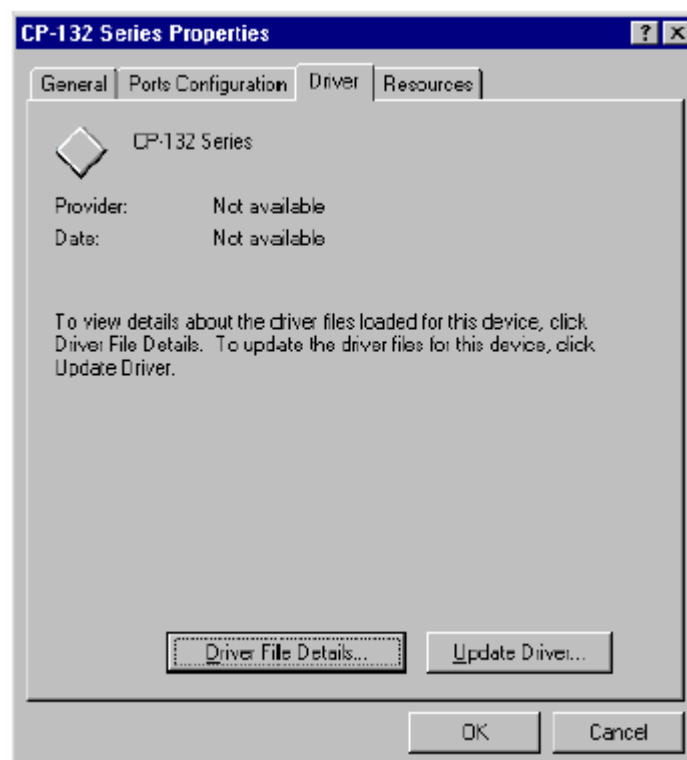 CP-132 Series Properties
General Ports Configuration Driver Resources
CP-132 Series
Provider: Not available
Date: Not available
To view details about the driver files loaded for this device, click
Driver File Details. To update the driver files for this device, click
Update Driver.
Driver File Details... Update Driver...
OK Cancel